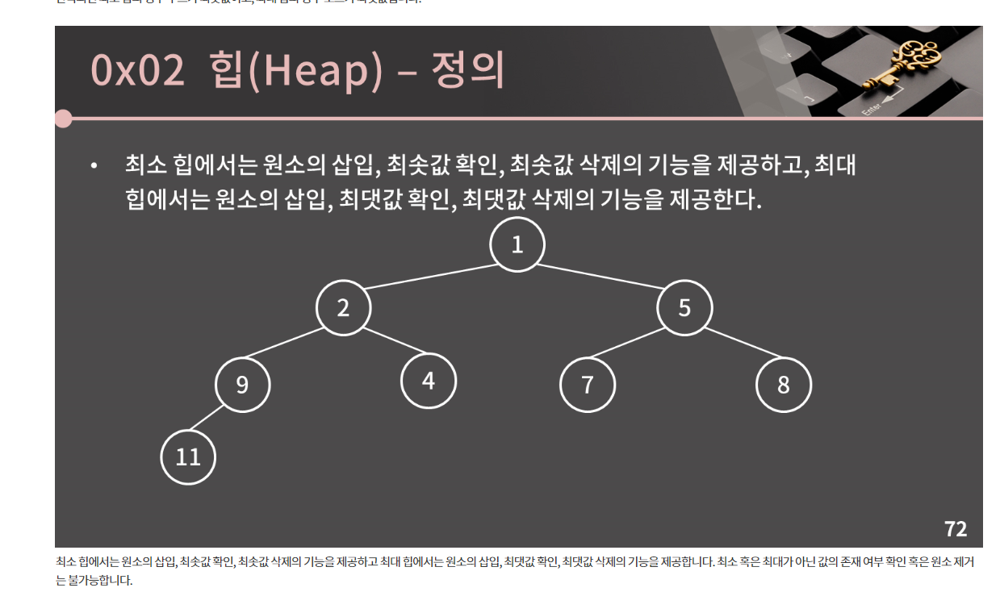 0x02 힙(Heap) – 정의
Enter
• 최소 힙에서는 원소의 삽입, 최솟값 확인, 최솟값 삭제의 기능을 제공하고, 최대
힙에서는 원소의 삽입, 최댓값 확인, 최댓값 삭제의 기능을 제공한다.
1
2
5
9
4
7
8
11
72
최소 힙에서는 원소의 삽입, 최솟값 확인, 최솟값 삭제의 기능을 제공하고 최대 힙에서는 원소의 삽입, 최댓값 확인, 최댓값 삭제의 기능을 제공합니다. 최소 혹은 최대가 아닌 값의 존재 여부 확인 혹은 원소 제거
는 불가능합니다.